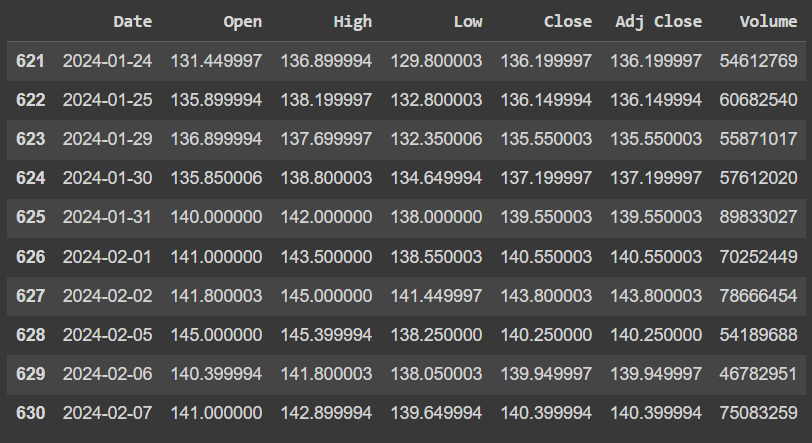 Date Open High Low Close Adj Close Volume
621 2024-01-24 131.449997 136.899994 129.800003 136.199997 136.199997 54612769
622 2024-01-25 135.899994 138.199997 132.800003 136.149994 136.149994 60682540
623 2024-01-29 136.899994 137.699997 132.350006 135.550003 135.550003 55871017
624 2024-01-30 135.850006 138.800003 134.649994 137.199997 137.199997 57612020
625 2024-01-31 140.000000 142.000000 138.000000 139.550003 139.550003 89833027
626 2024-02-01 141.000000 143.500000 138.550003 140.550003 140.550003 70252449
627 2024-02-02 141.800003 145.000000 141.449997 143.800003 143.800003 78666454
628 2024-02-05 145.000000 145.399994 138.250000 140.250000 140.250000 54189688
629 2024-02-06 140.399994 141.800003 138.050003 139.949997 139.949997 46782951
630 2024-02-07 141.000000 142.899994 139.649994 140.399994 140.399994 75083259